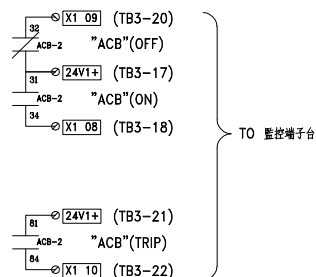 X1 09 (TB3-20)
32
ACB-2 "ACB"(OFF)
31 24V1+ (TB3-17)
ACB-2 "ACB"(ON)
34
X1 08 (TB3-18)
TO 監控端子台
24V1+ (TB3-21)
81
ACB-2 "ACB"(TRIP)
84
X1 10 (TB3-22)